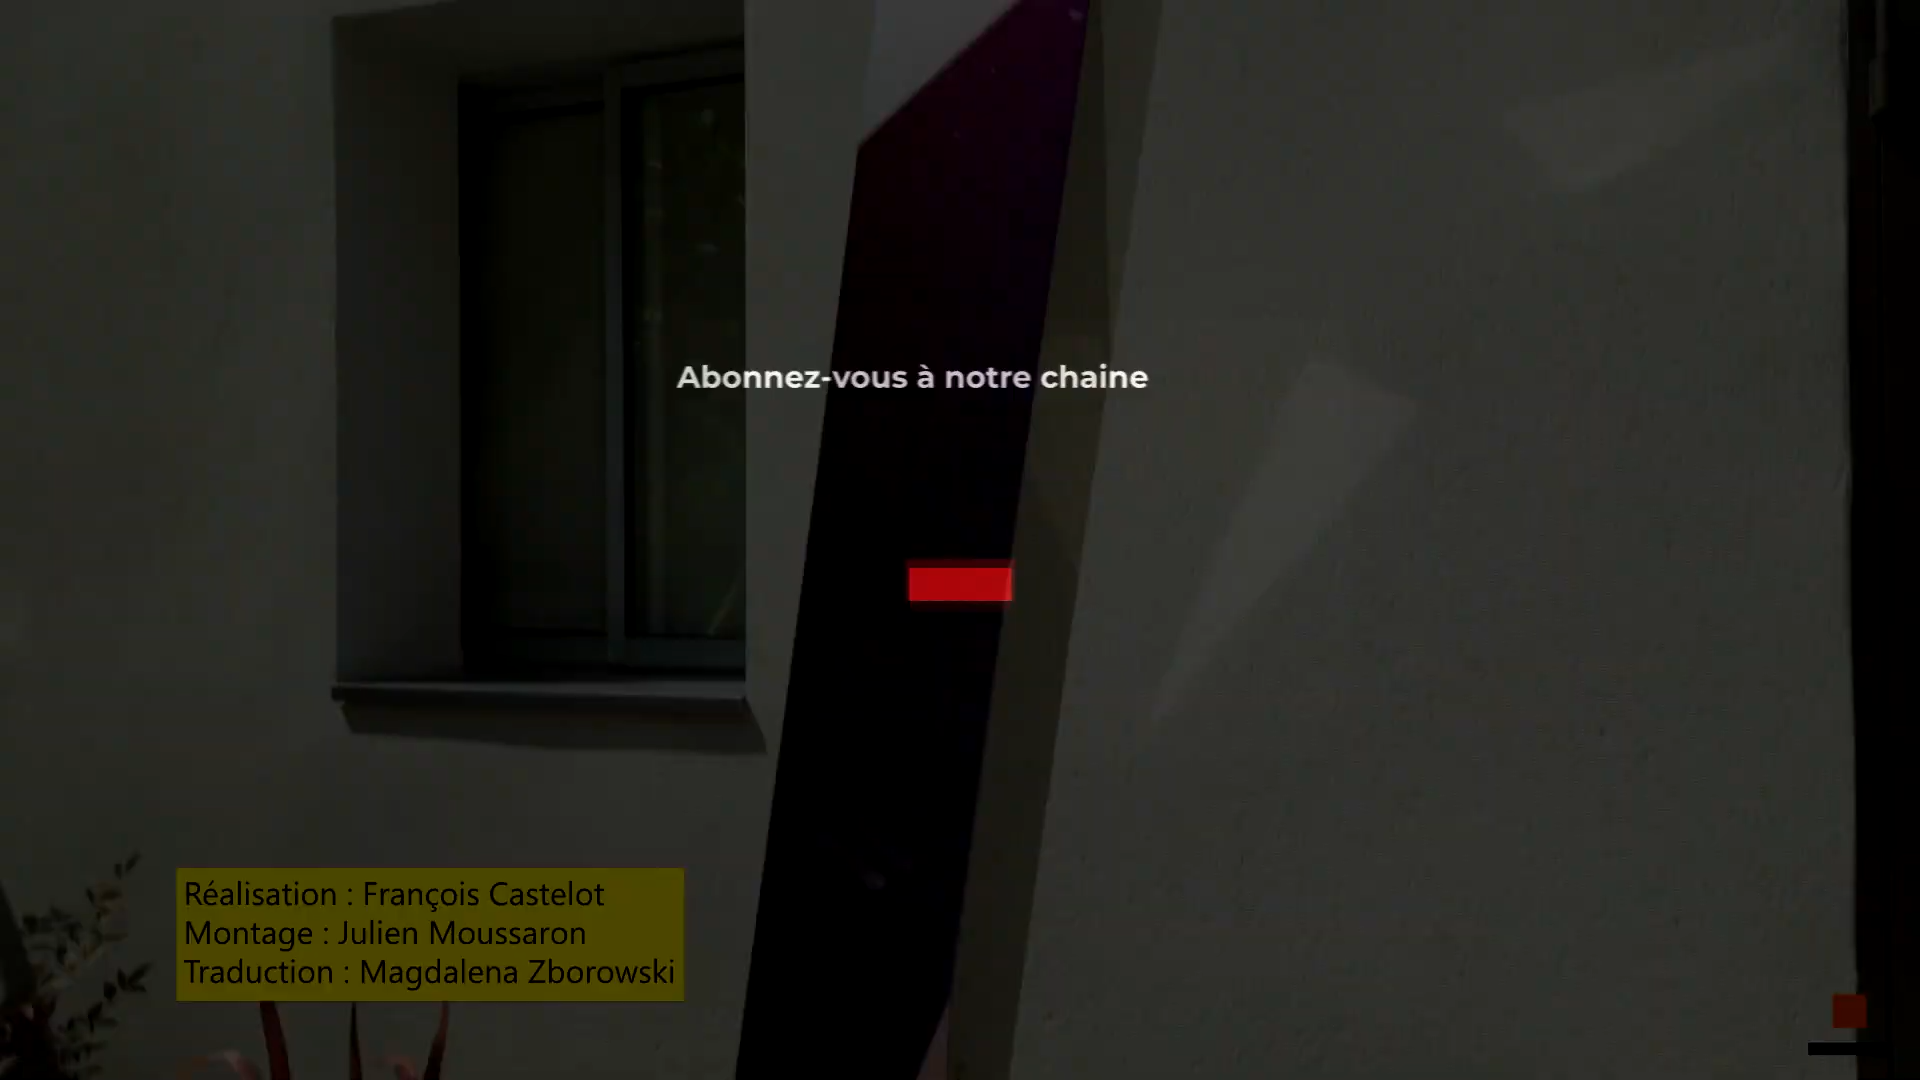 Abonnez-vous à notre chaine
Réalisation : François Castelot
Montage : Julien Moussaron
Traduction : Magdalena Zborowski